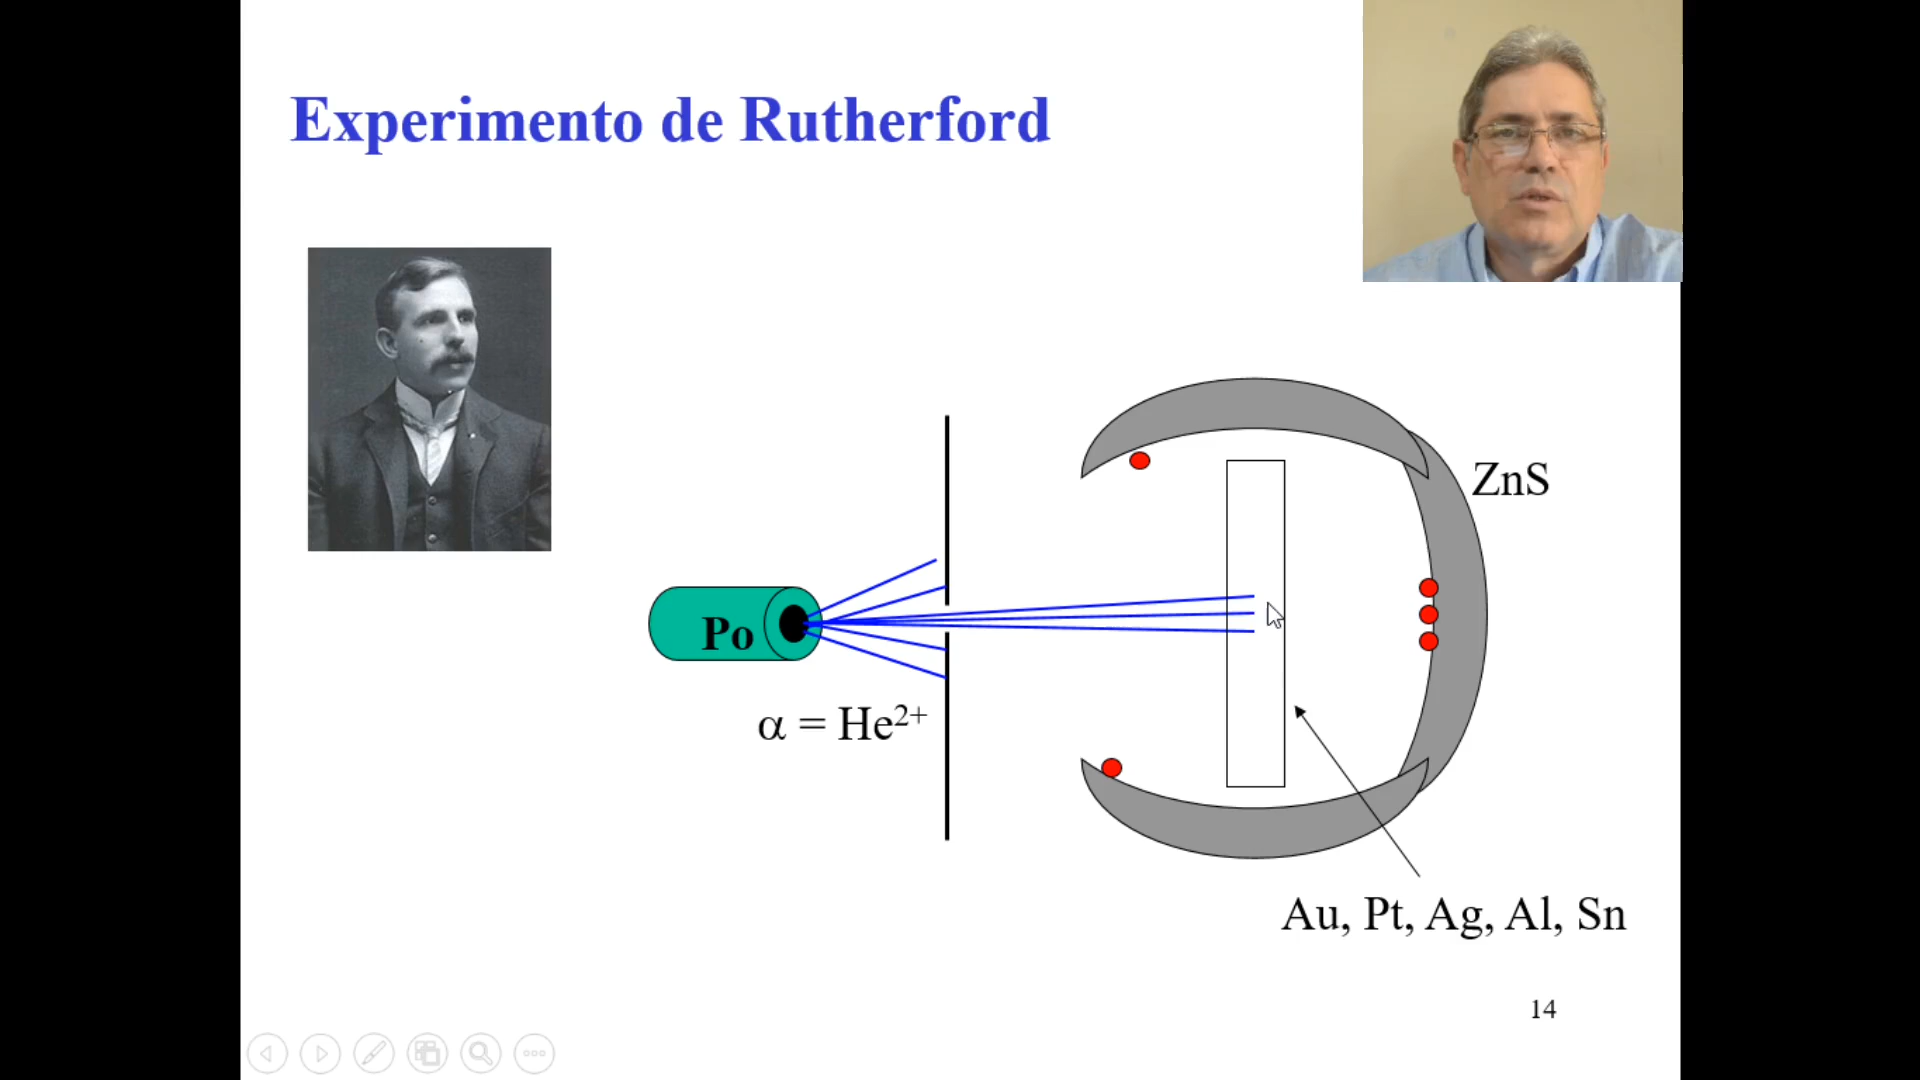 Experimento de Rutherford
ZnS
Po
α = He²⁺
Au, Pt, Ag, Al, Sn
14